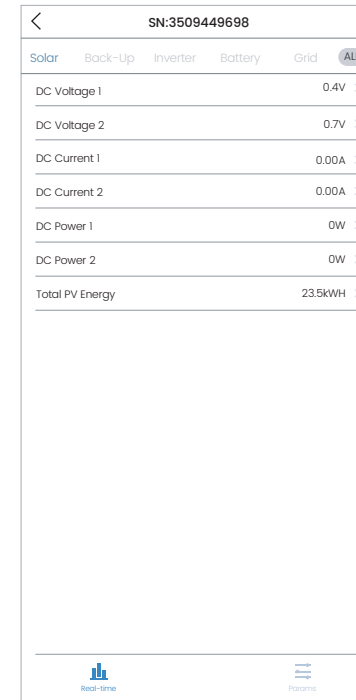 SN:3509449698
Solar Back-Up Inverter Battery Grid AL
DC Voltage 1 0.4V
DC Voltage 2 0.7V
DC Current 1 0.00A
DC Current 2 0.00A
DC Power 1 0W
DC Power 2 0W
Total PV Energy 23.5kWH
Real-time Params